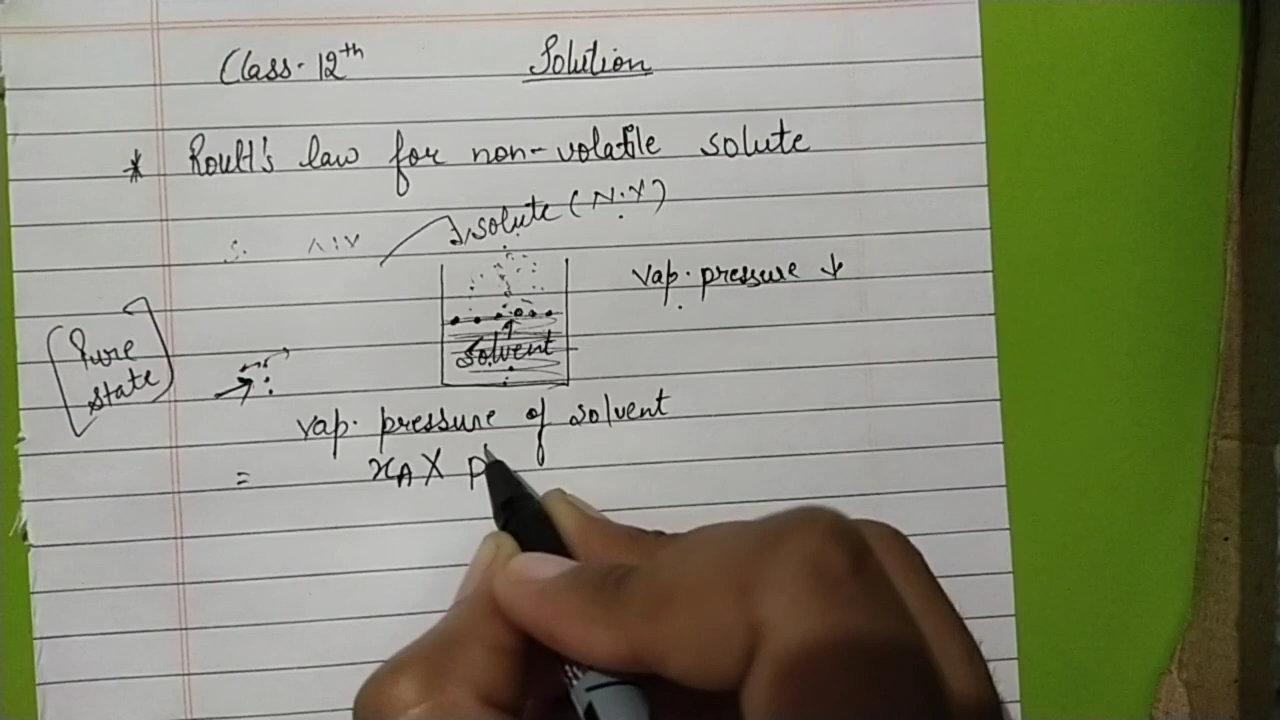 Class. 12th Solution
* Roult's law for non-volatile solute
solute (N.V)
Vap. pressure ↓
Pure
state
Solvent
Vap. pressure of solvent
= xA X P